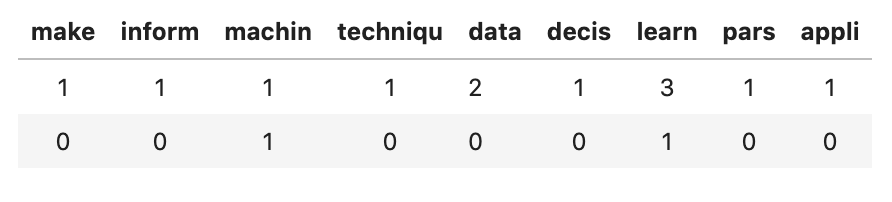 make inform machin techniqu data decis learn pars appli
1 1 1 1 2 1 3 1 1
0 0 1 0 0 0 1 0 0